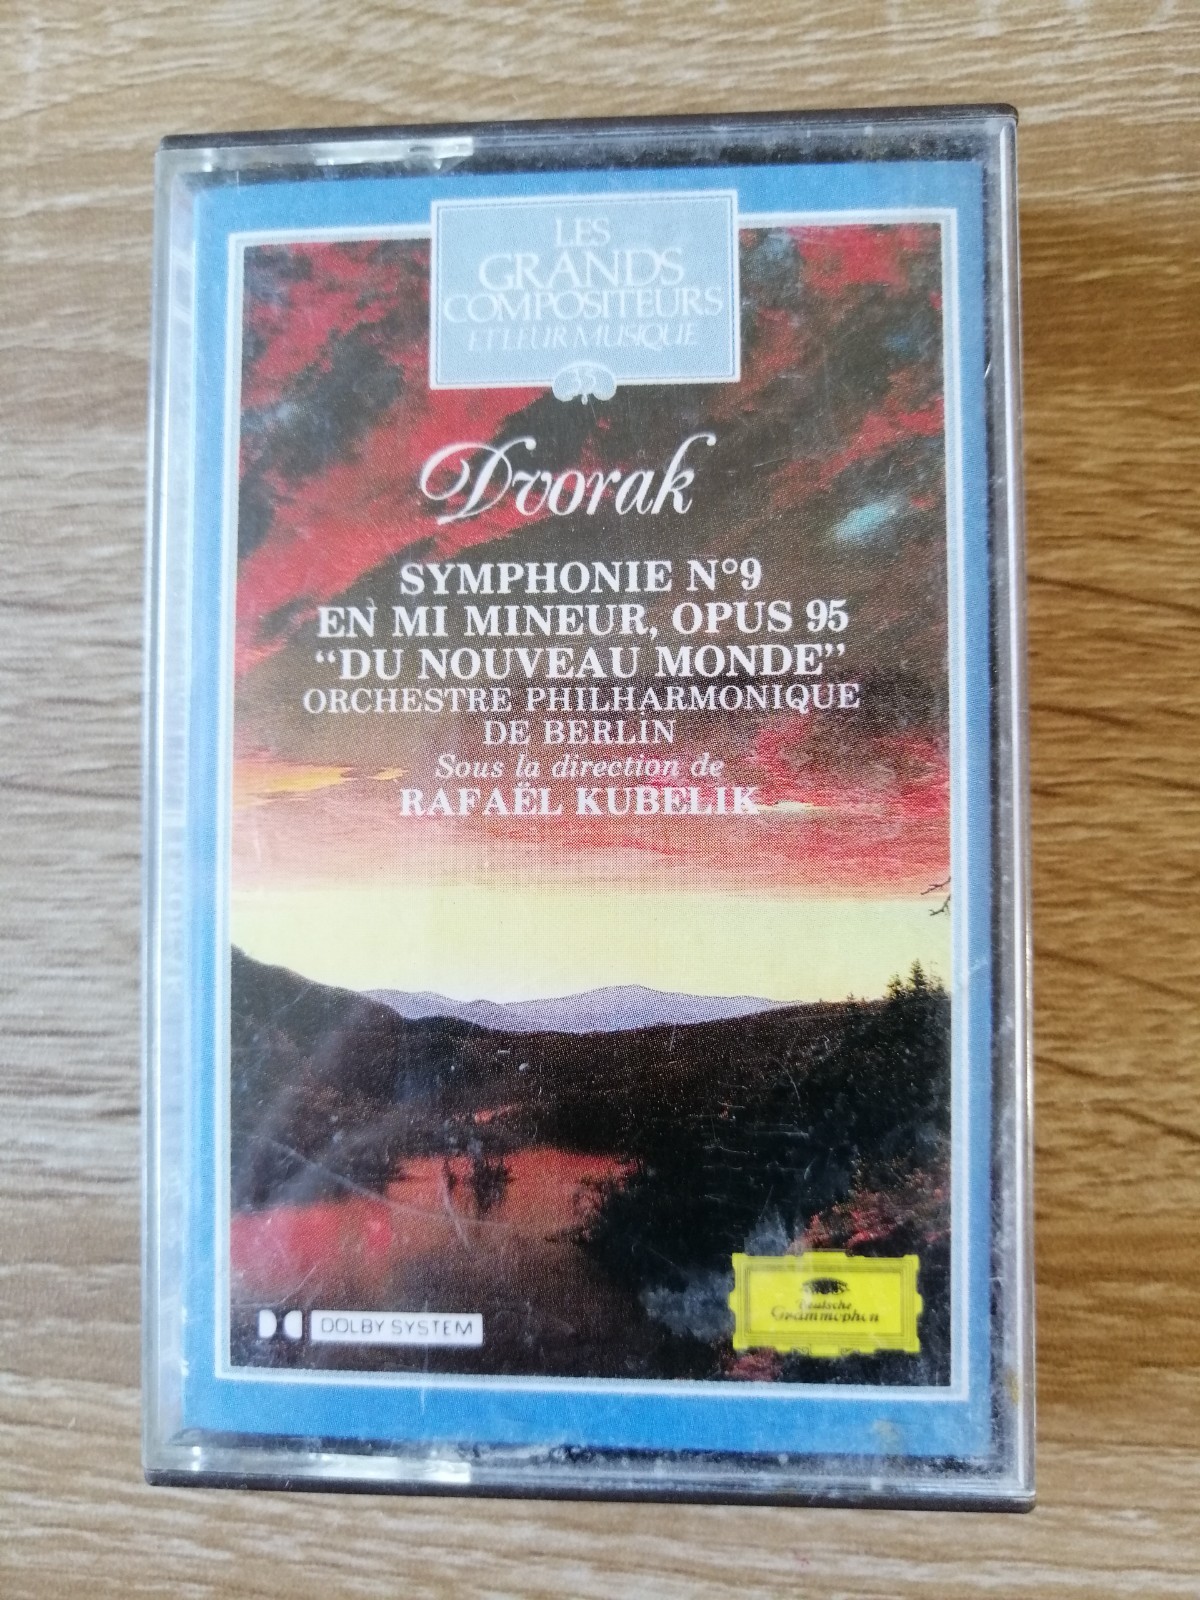 LES
GRANDS
COMPOSITEURS
ET LEUR MUSIQUE
Dvorak
SYMPHONIE N°9
EN MI MINEUR, OPUS 95
“DU NOUVEAU MONDE”
ORCHESTRE PHILHARMONIQUE
DE BERLIN
Sous la direction de
RAFAËL KUBELIK
DOLBY SYSTEM
Deutsche
Grammophon